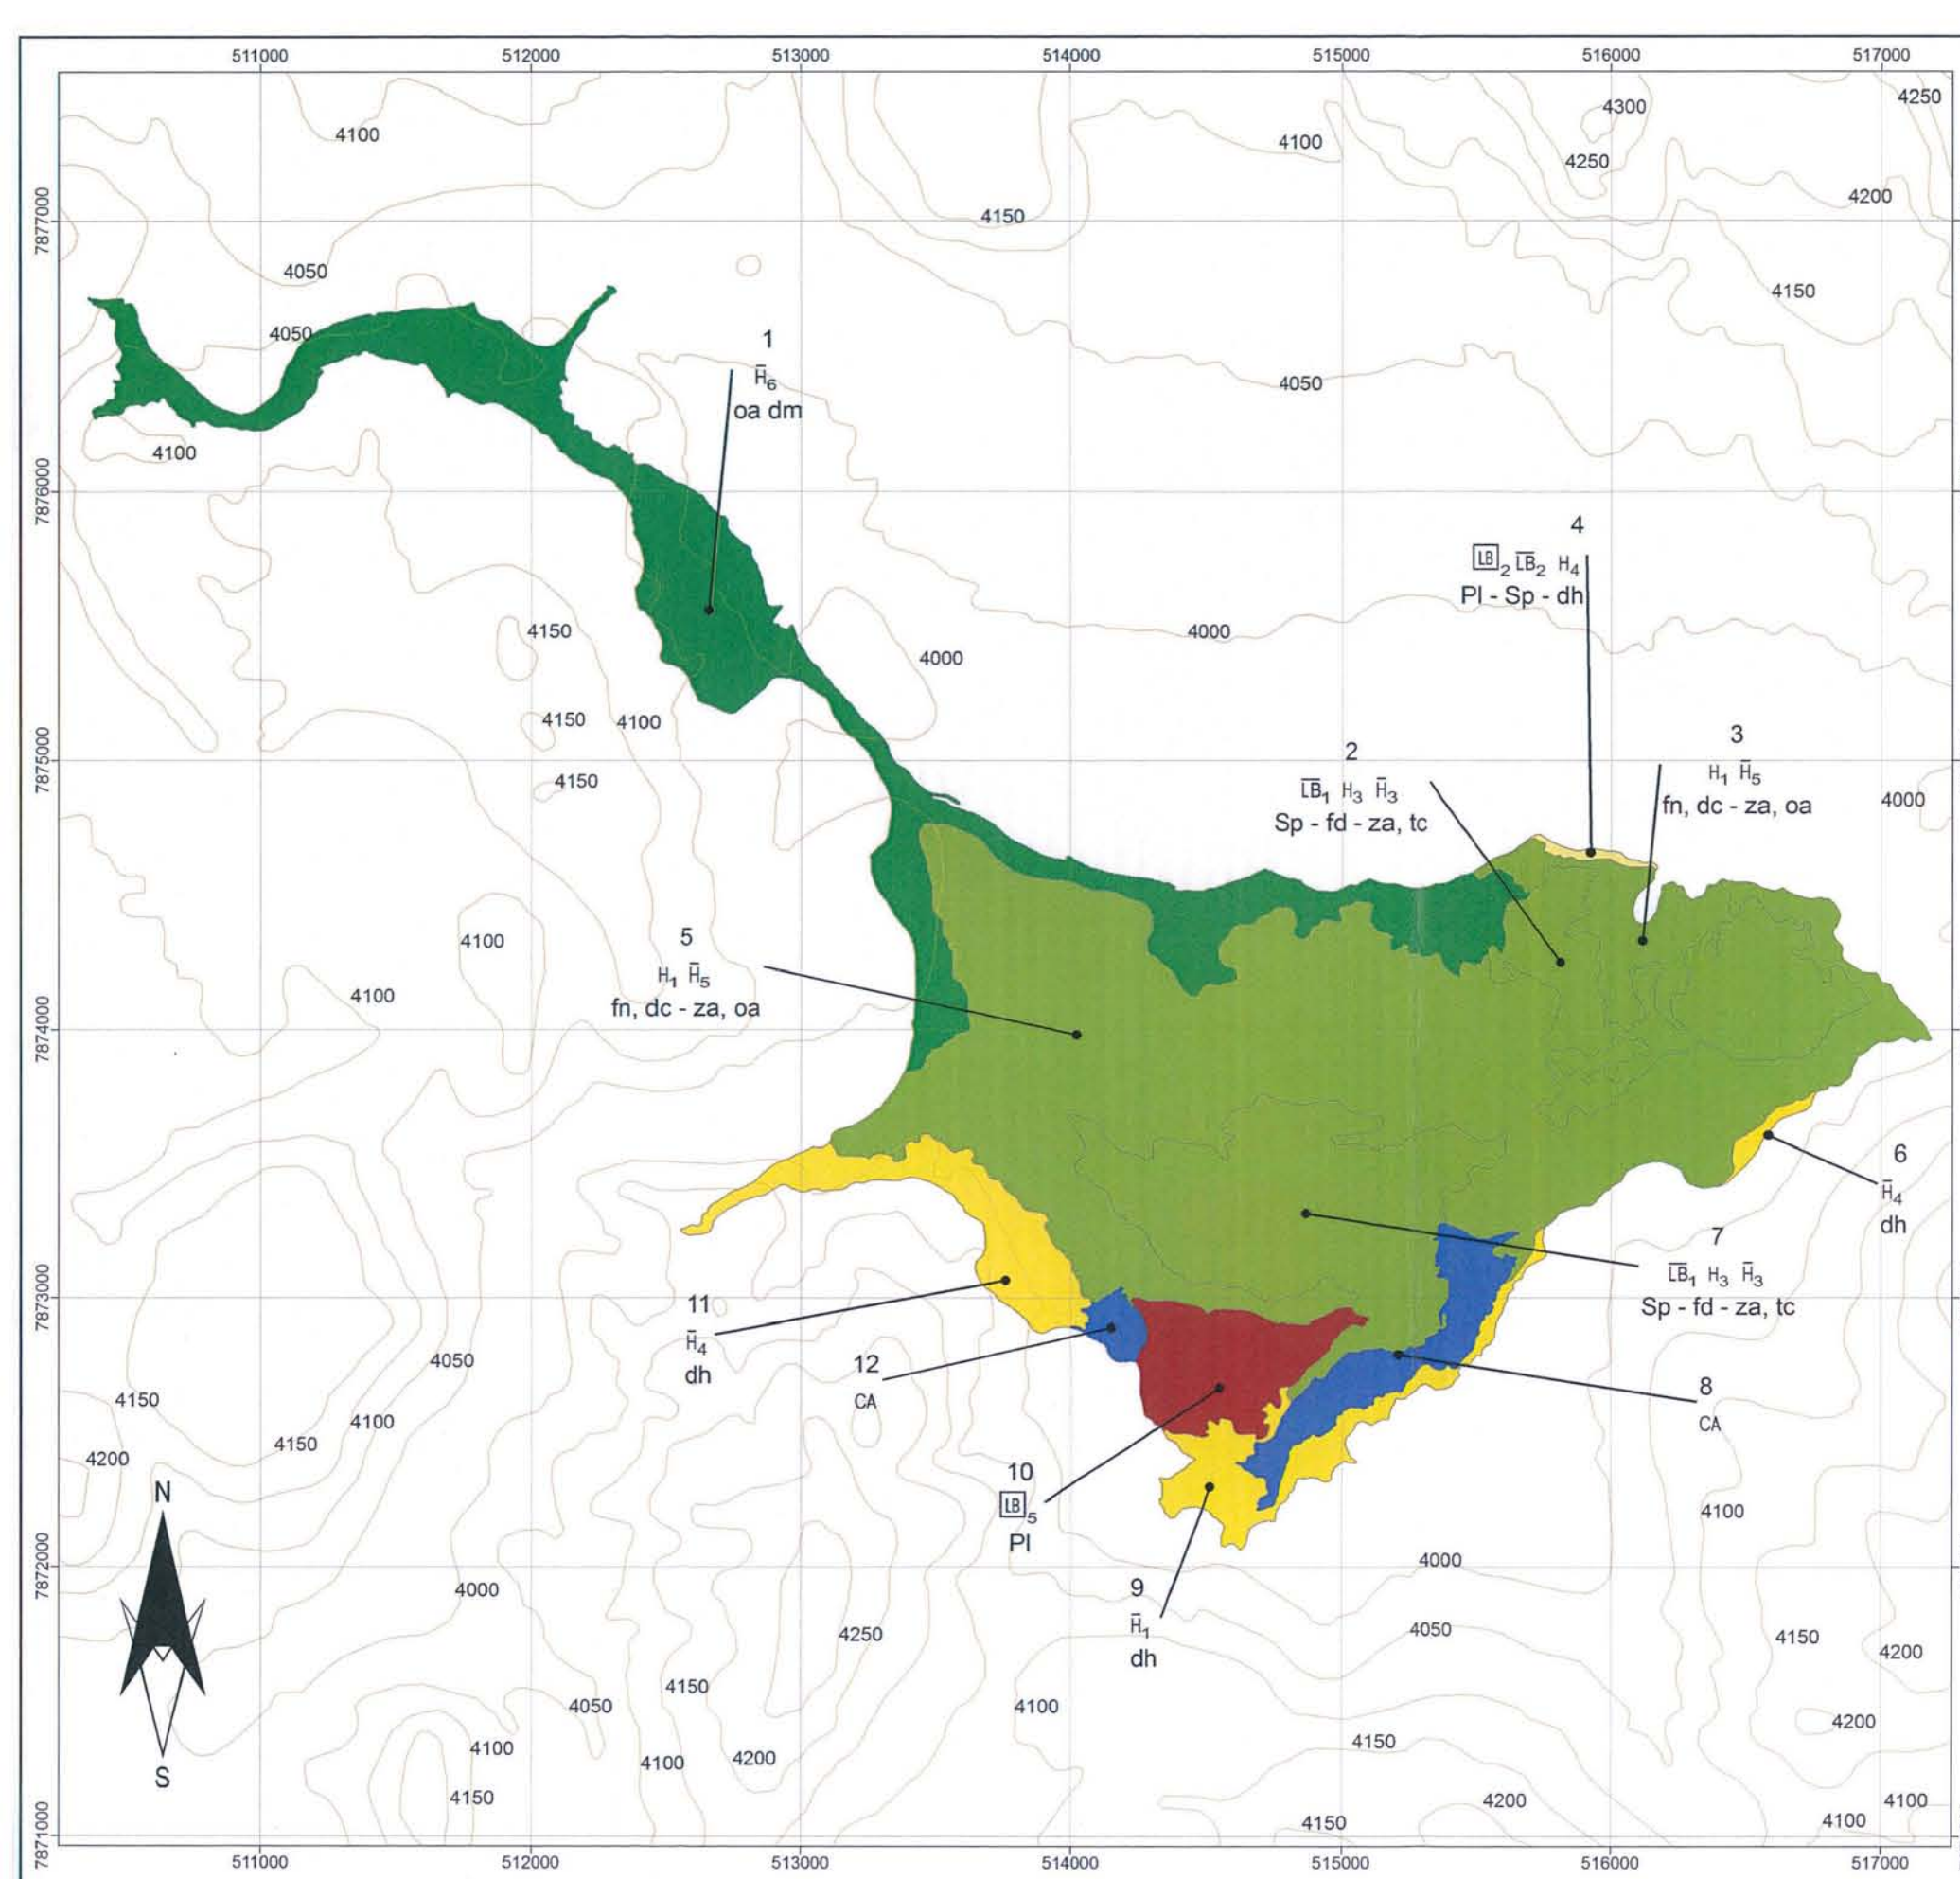 511000 512000 513000 514000 515000 516000 517000
4250
4300
4100
4100
4250
7877000
4200
4150
4050
4150
4050
1
H̄₆
oa dm
4050
4100
7876000
4
LB₂ L̅B̅₂ H₄
Pl - Sp - dh
4150
4000
4000
4150 4100
3
H₁ H̄₅
fn, dc - za, oa
2
L̅B̅₁ H₃ H̄₃
Sp - fd - za, tc
7875000
4150
4000
5
H₁ H̄₅
fn, dc - za, oa
4100
4100
7874000
6
H̄₄
dh
7
L̅B̅₁ H₃ H̄₃
Sp - fd - za, tc
7873000
11
H̄₄
dh
12
CA
4050
8
CA
4150
4100
4150
4200
10
LB₅
Pl
N
4100
4000
7872000
4000
9
H̄₁
dh
4250
4050
4150
4200
4150
4050
4100
4200
4150
4100
4100
4200
S
4150
4200
4100
4100
4150
7871000
511000 512000 513000 514000 515000 516000 517000